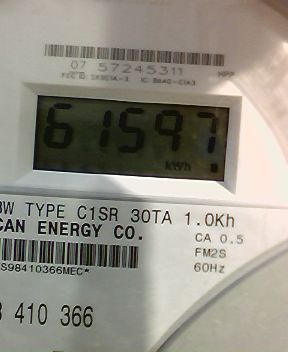 07 57245311
61597
kWh
BW TYPE C1SR 30TA 1.0Kh
CAN ENERGY CO.
CA 0.5
FM2S
60Hz
S98410366MEC*
410 366